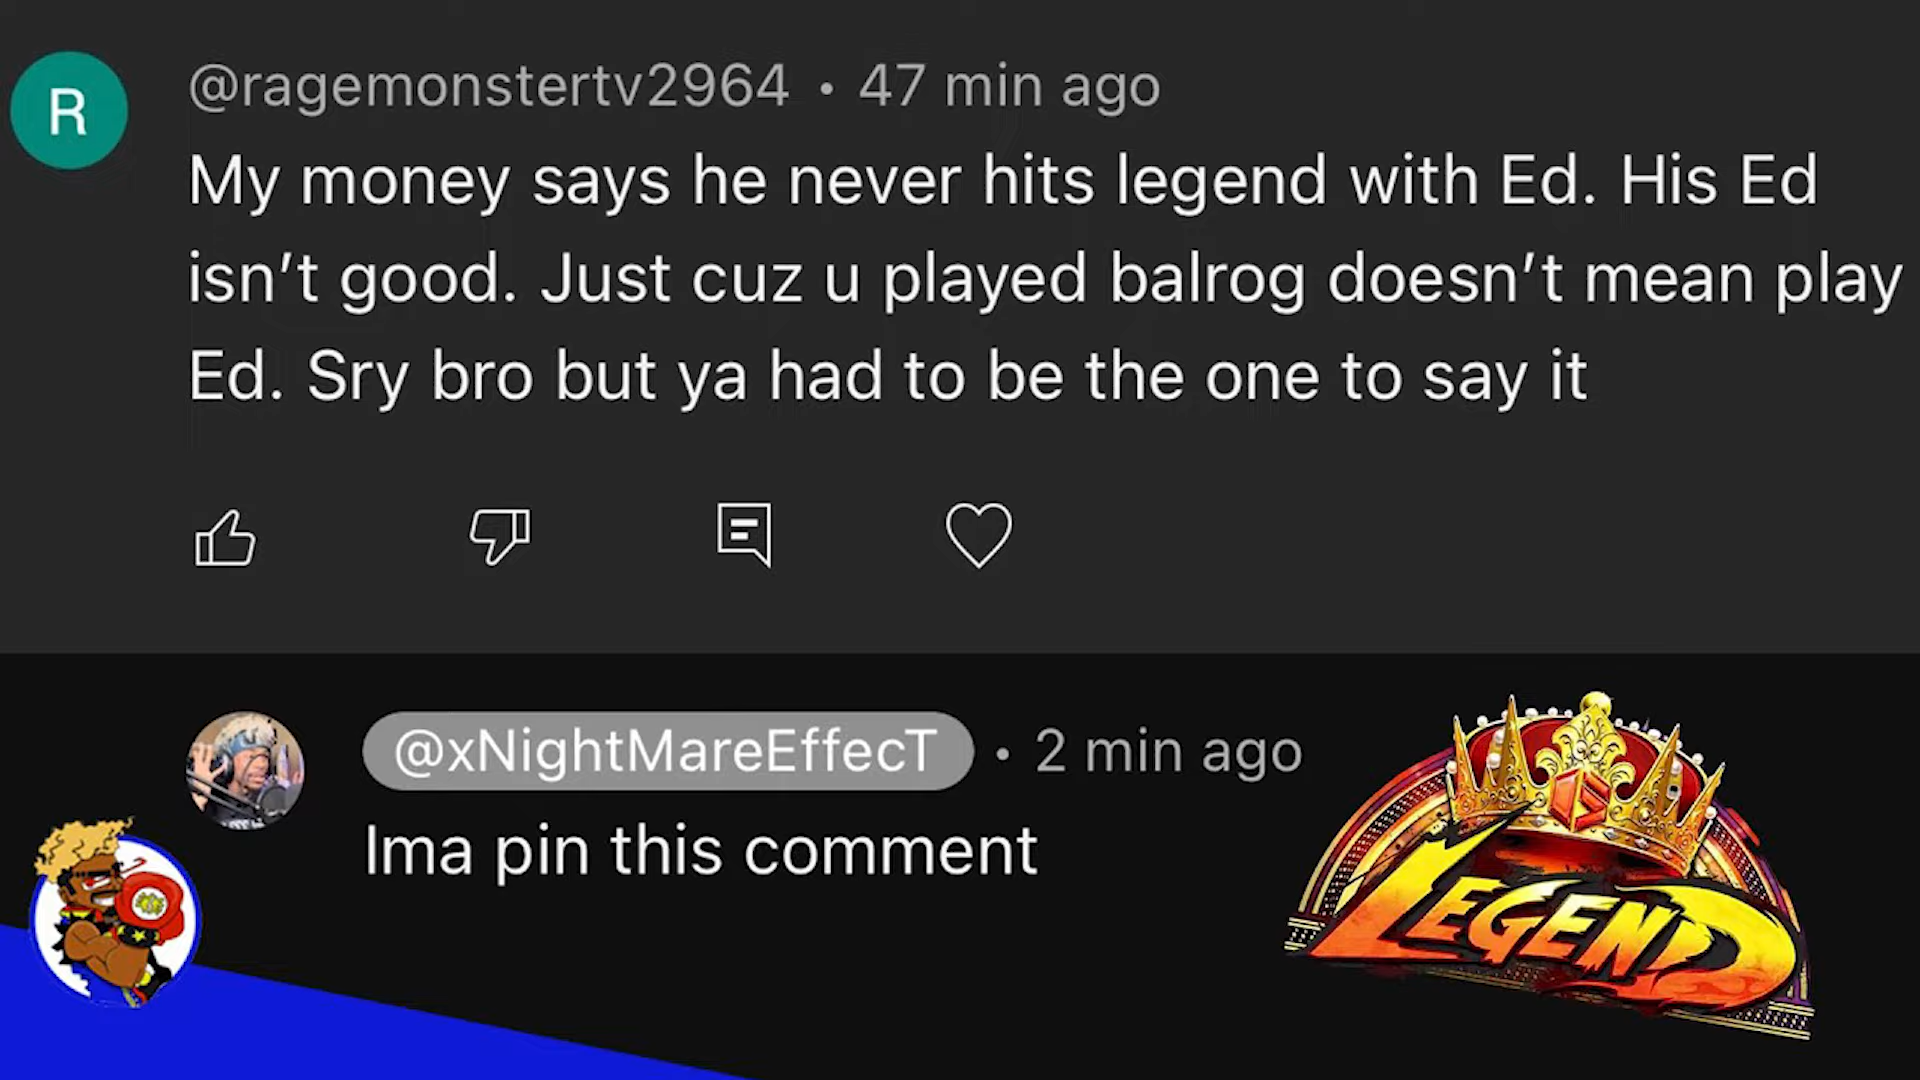 R
@ragemonstertv2964 • 47 min ago
My money says he never hits legend with Ed. His Ed
isn’t good. Just cuz u played balrog doesn’t mean play
Ed. Sry bro but ya had to be the one to say it
@xNightMareEffecT • 2 min ago
Ima pin this comment
LEGEND